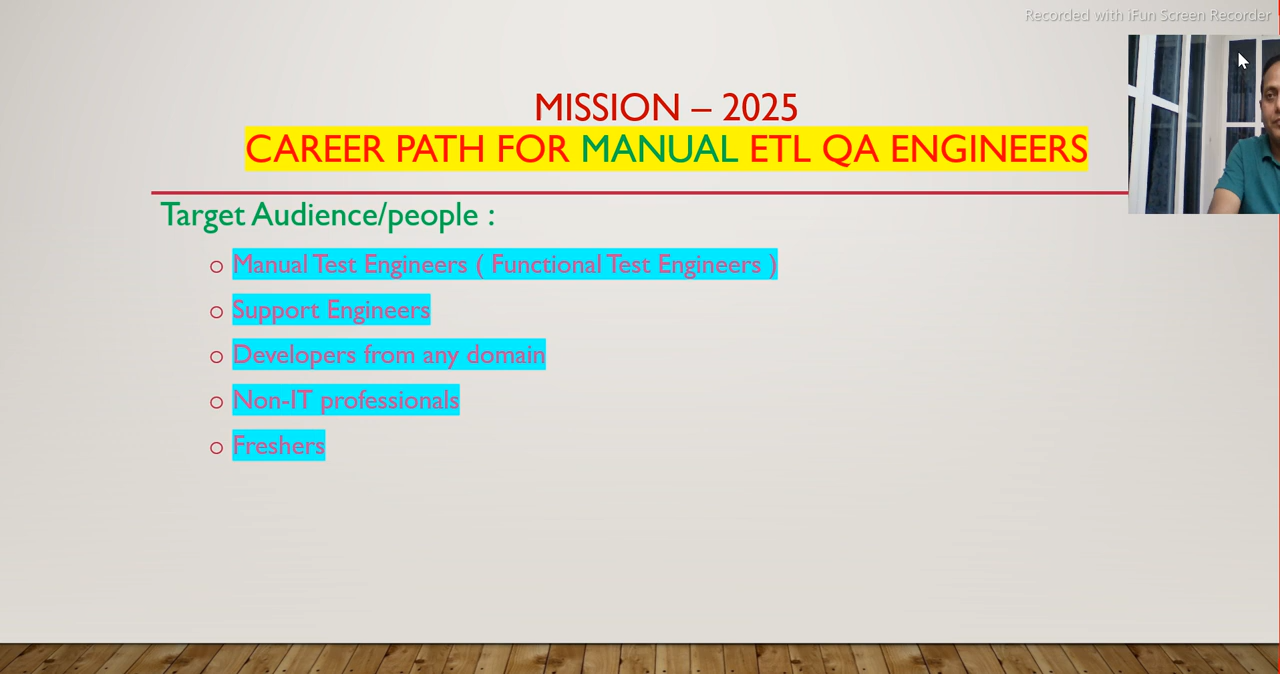 Recorded with iFun Screen Recorder
MISSION – 2025
CAREER PATH FOR MANUAL ETL QA ENGINEERS
Target Audience/people :
o Manual Test Engineers ( Functional Test Engineers )
o Support Engineers
o Developers from any domain
o Non-IT professionals
o Freshers